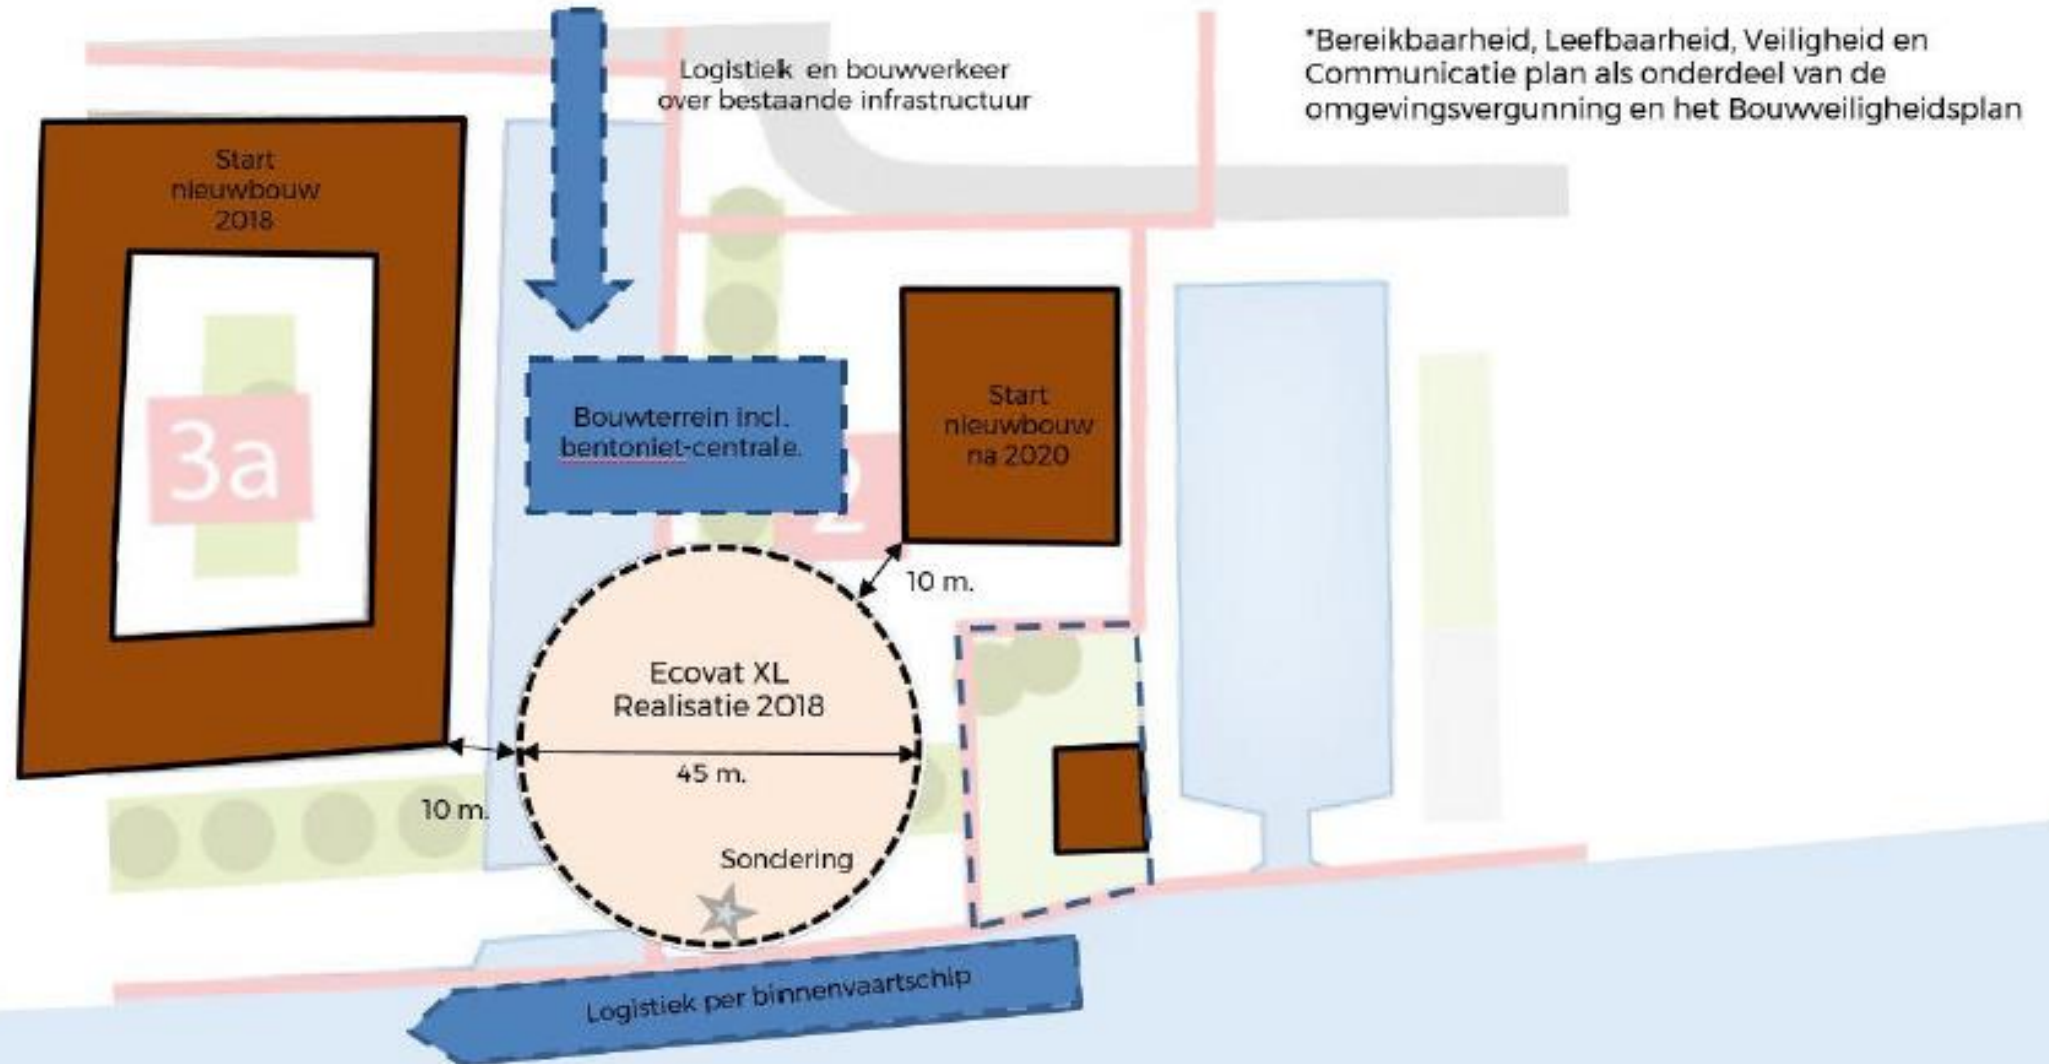 *Bereikbaarheid, Leefbaarheid, Veiligheid en
Communicatie plan als onderdeel van de
omgevingsvergunning en het Bouwveiligheidsplan
Logistiek en bouwverkeer
over bestaande infrastructuur
Start
nieuwbouw
2018
3a
Bouwterrein incl.
bentoniet-centrale.
2
Start
nieuwbouw
na 2020
10 m.
Ecovat XL
Realisatie 2018
45 m.
10 m.
Sondering
Logistiek per binnenvaartschip